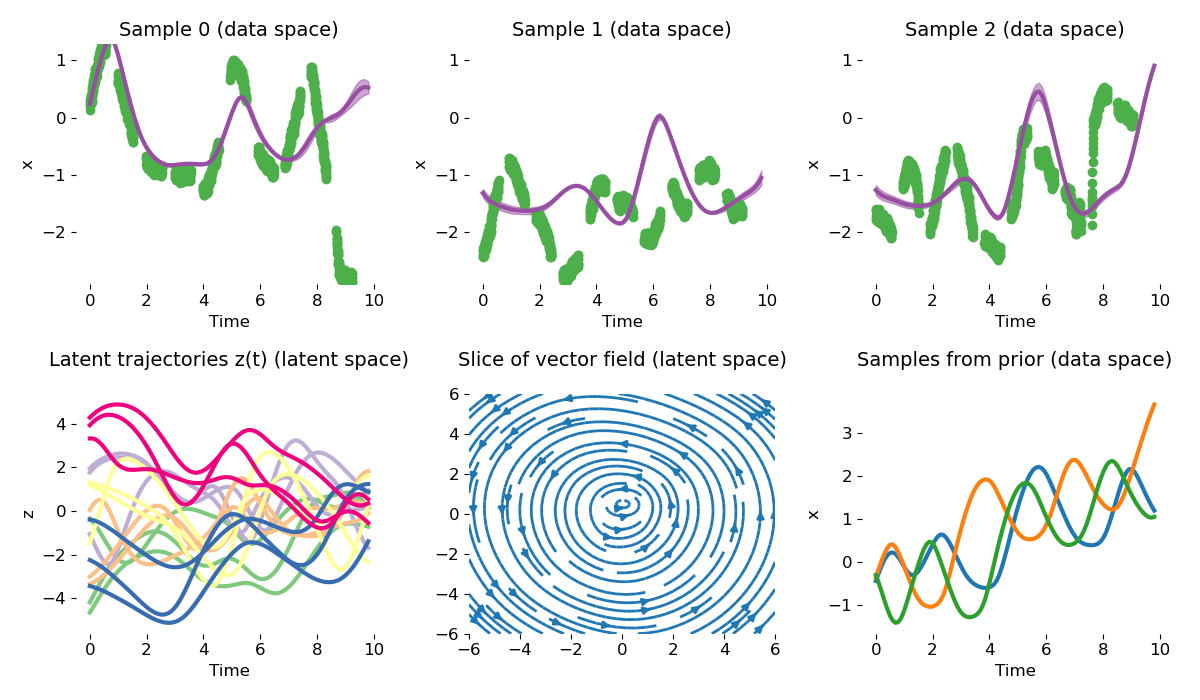 Sample 0 (data space)
Sample 1 (data space)
Sample 2 (data space)
1
0
−1
−2
x
0 2 4 6 8 10
Time
1
0
−1
−2
x
0 2 4 6 8 10
Time
1
0
−1
−2
x
0 2 4 6 8 10
Time
Latent trajectories z(t) (latent space)
Slice of vector field (latent space)
Samples from prior (data space)
4
2
0
−2
−4
z
0 2 4 6 8 10
Time
6
4
2
0
−2
−4
−6
−6 −4 −2 0 2 4 6
3
2
1
0
−1
x
0 2 4 6 8 10
Time